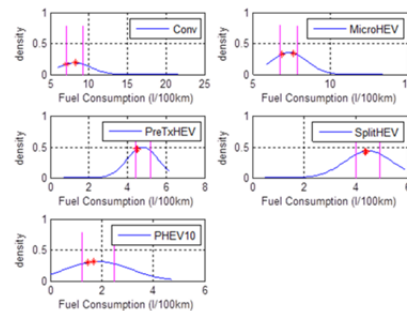 1
0.5
0
5 10 15 20 25
density
Fuel Consumption (l/100km)
Conv
1
0.5
0
5 10 15
density
Fuel Consumption (l/100km)
MicroHEV
1
0.5
0
0 2 4 6 8
density
Fuel Consumption (l/100km)
PreTxHEV
1
0.5
0
0 2 4 6
density
Fuel Consumption (l/100km)
SplitHEV
1
0.5
0
0 2 4 6
density
Fuel Consumption (l/100km)
PHEV10